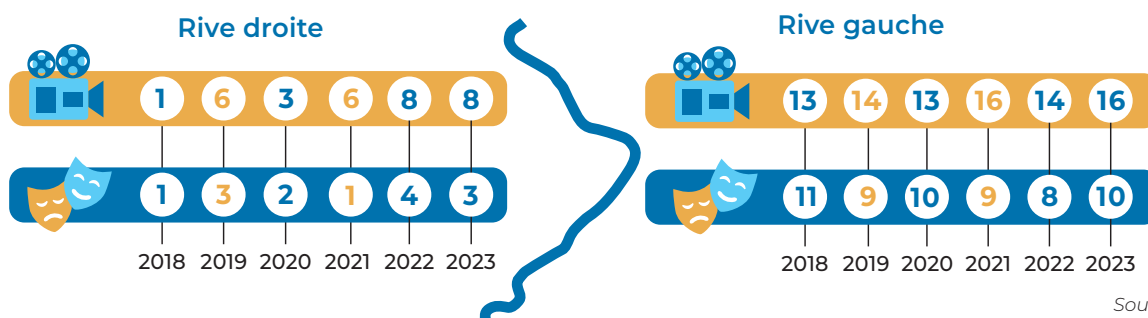 Rive droite
1 6 3 6 8 8
1 3 2 1 4 3
2018 2019 2020 2021 2022 2023
Rive gauche
13 14 13 16 14 16
11 9 10 9 8 10
2018 2019 2020 2021 2022 2023
Sou